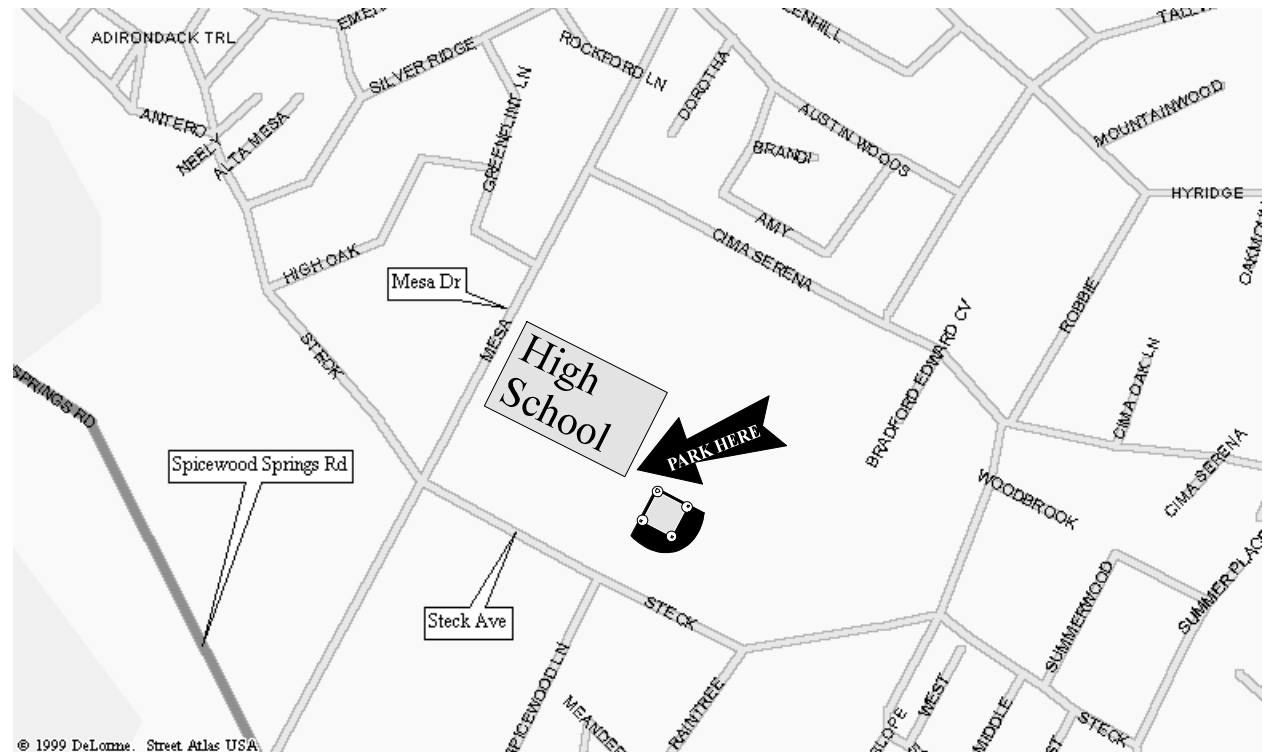 ADIRONDACK TRL
SILVER RIDGE
ROCKFORD LN
DOROTHA
MOUNTAINWOOD
ANTERO
NEELY
ALTA MESA
GREENFLINT LN
AUSTIN WOODS
BRANDI
HYRIDGE
AMY
CIMA SERENA
HIGH OAK
Mesa Dr
ROBBIE
STECK
MESA
High
School
BRADFORD EDWARD CV
CIMA OAK LN
SPRINGS RD
PARK HERE
Spicewood Springs Rd
CIMA SERENA
WOODBROOK
Steck Ave
STECK
SUMMERWOOD
SUMMER PLACE
SPICEWOOD LN
RAINTREE
WEST
MIDDLE
STECK
© 1999 DeLorme. Street Atlas USA